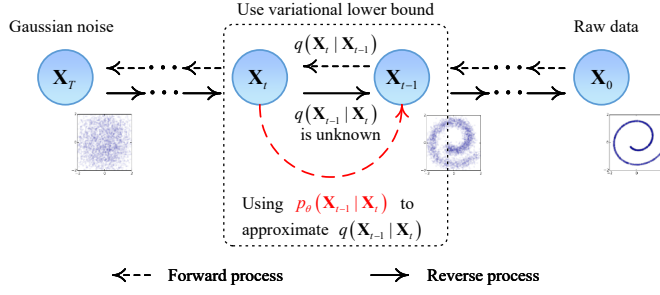 Use variational lower bound
Gaussian noise
Raw data
q(X_t | X_{t-1})
X_T
X_t
X_{t-1}
X_0
q(X_{t-1} | X_t)
is unknown
Using p_θ(X_{t-1} | X_t) to
approximate q(X_{t-1} | X_t)
Forward process
Reverse process